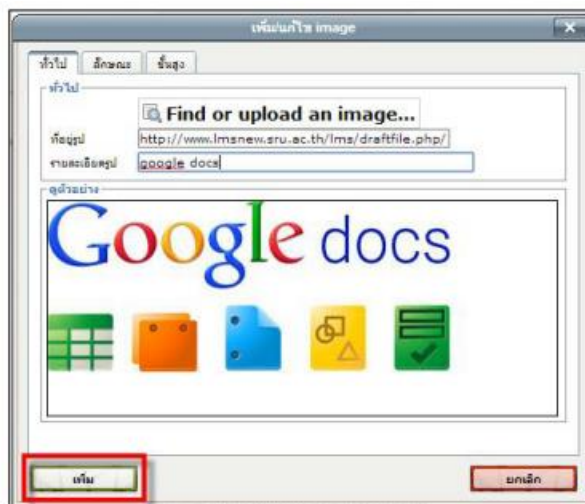 เพิ่ม/แก้ไข image
ทั่วไป ลักษณะ ขั้นสูง
ทั่วไป
Find or upload an image...
ที่อยู่รูป http://www.lmsnew.sru.ac.th/lms/draftfile.php/
รายละเอียดรูป google docs
ดูตัวอย่าง
Google docs
เพิ่ม ยกเลิก